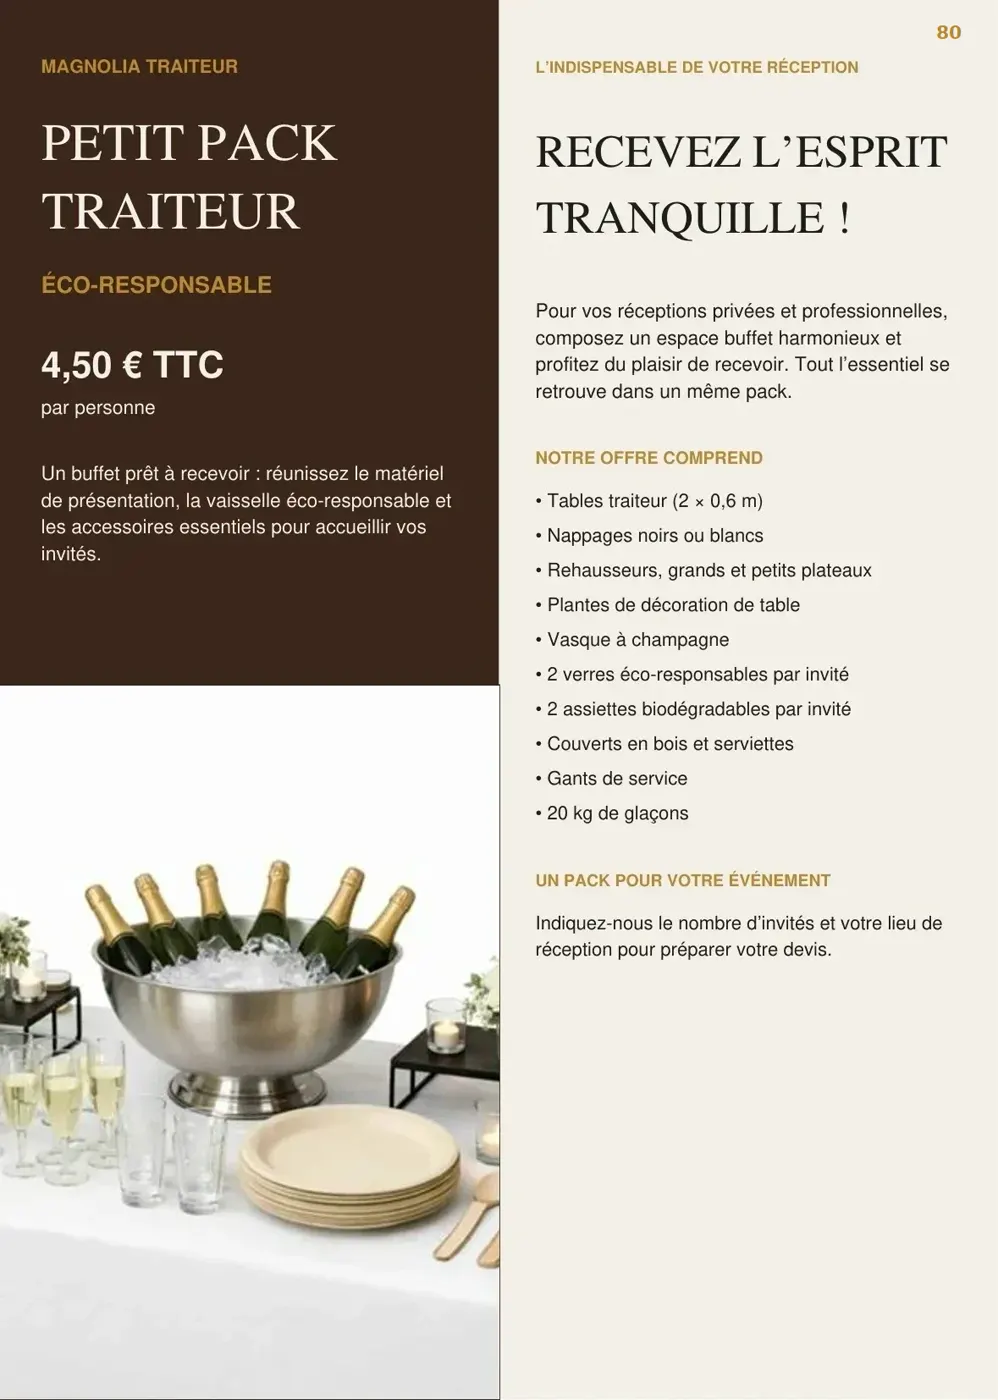 MAGNOLIA TRAITEUR
PETIT PACK
TRAITEUR
ÉCO-RESPONSABLE
4,50 € TTC
par personne
Un buffet prêt à recevoir : réunissez le matériel
de présentation, la vaisselle éco-responsable et
les accessoires essentiels pour accueillir vos
invités.
80
L’INDISPENSABLE DE VOTRE RÉCEPTION
RECEVEZ L’ESPRIT
TRANQUILLE !
Pour vos réceptions privées et professionnelles,
composez un espace buffet harmonieux et
profitez du plaisir de recevoir. Tout l’essentiel se
retrouve dans un même pack.
NOTRE OFFRE COMPREND
• Tables traiteur (2 × 0,6 m)
• Nappages noirs ou blancs
• Rehausseurs, grands et petits plateaux
• Plantes de décoration de table
• Vasque à champagne
• 2 verres éco-responsables par invité
• 2 assiettes biodégradables par invité
• Couverts en bois et serviettes
• Gants de service
• 20 kg de glaçons
UN PACK POUR VOTRE ÉVÉNEMENT
Indiquez-nous le nombre d’invités et votre lieu de
réception pour préparer votre devis.